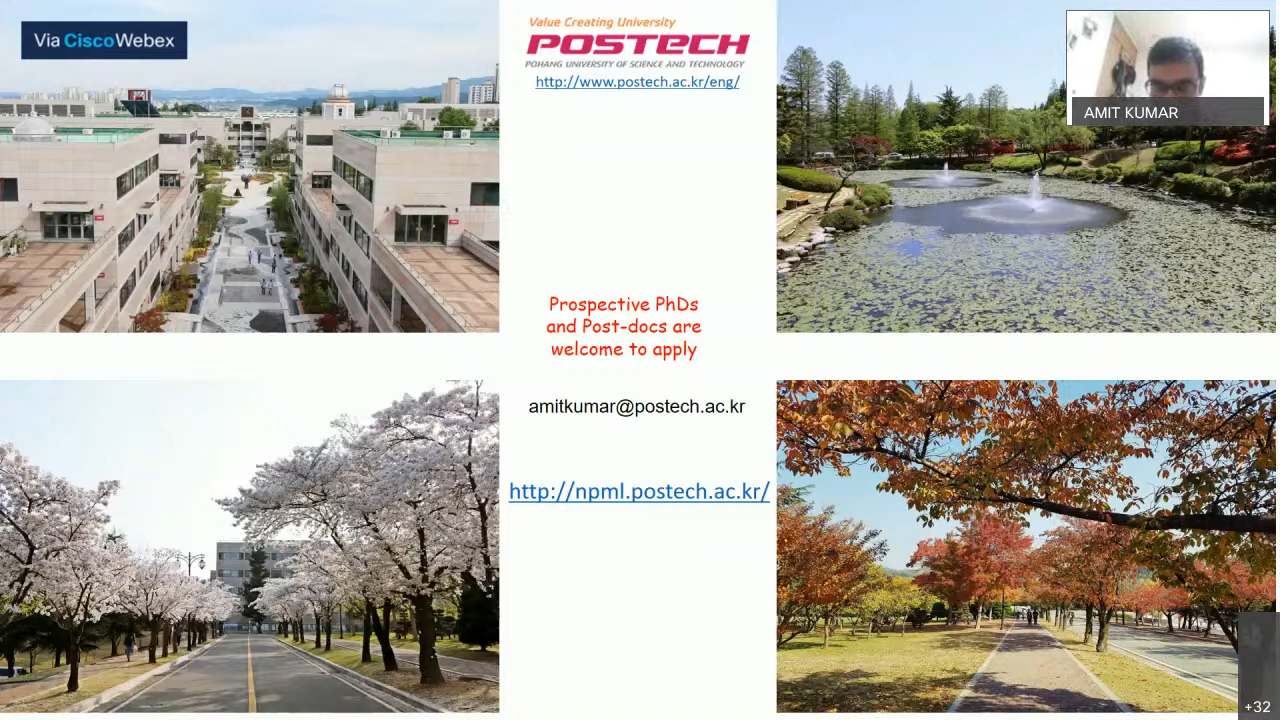 Via Cisco Webex
Value Creating University
POSTECH
POHANG UNIVERSITY OF SCIENCE AND TECHNOLOGY
http://www.postech.ac.kr/eng/
AMIT KUMAR
Prospective PhDs
and Post-docs are
welcome to apply
amitkumar@postech.ac.kr
http://npml.postech.ac.kr/
+32